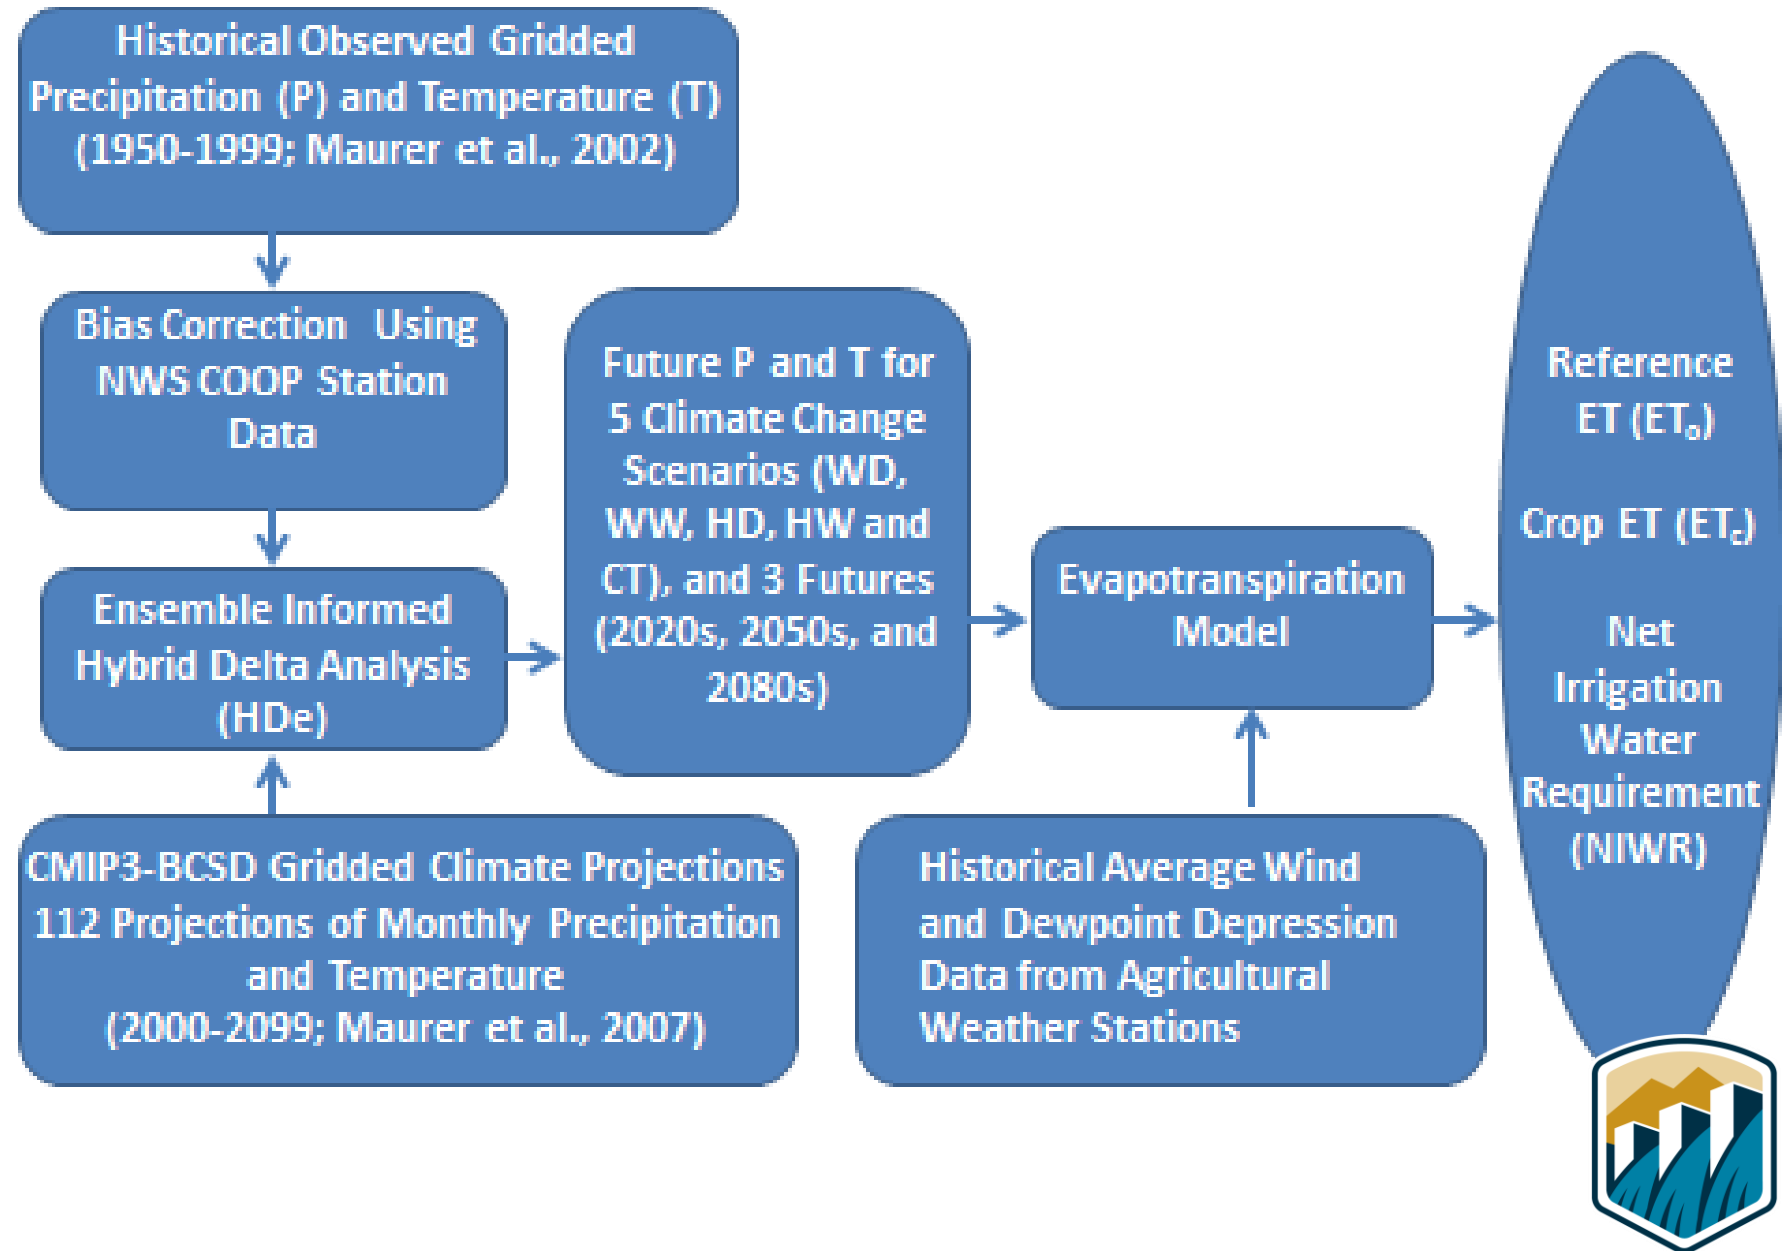 Historical Observed Gridded
Precipitation (P) and Temperature (T)
(1950-1999; Maurer et al., 2002)
Bias Correction Using
NWS COOP Station
Data
Ensemble Informed
Hybrid Delta Analysis
(HDe)
CMIP3-BCSD Gridded Climate Projections
112 Projections of Monthly Precipitation
and Temperature
(2000-2099; Maurer et al., 2007)
Future P and T for
5 Climate Change
Scenarios (WD,
WW, HD, HW and
CT), and 3 Futures
(2020s, 2050s, and
2080s)
Evapotranspiration
Model
Historical Average Wind
and Dewpoint Depression
Data from Agricultural
Weather Stations
Reference
ET (ETo)
Crop ET (ETc)
Net
Irrigation
Water
Requirement
(NIWR)